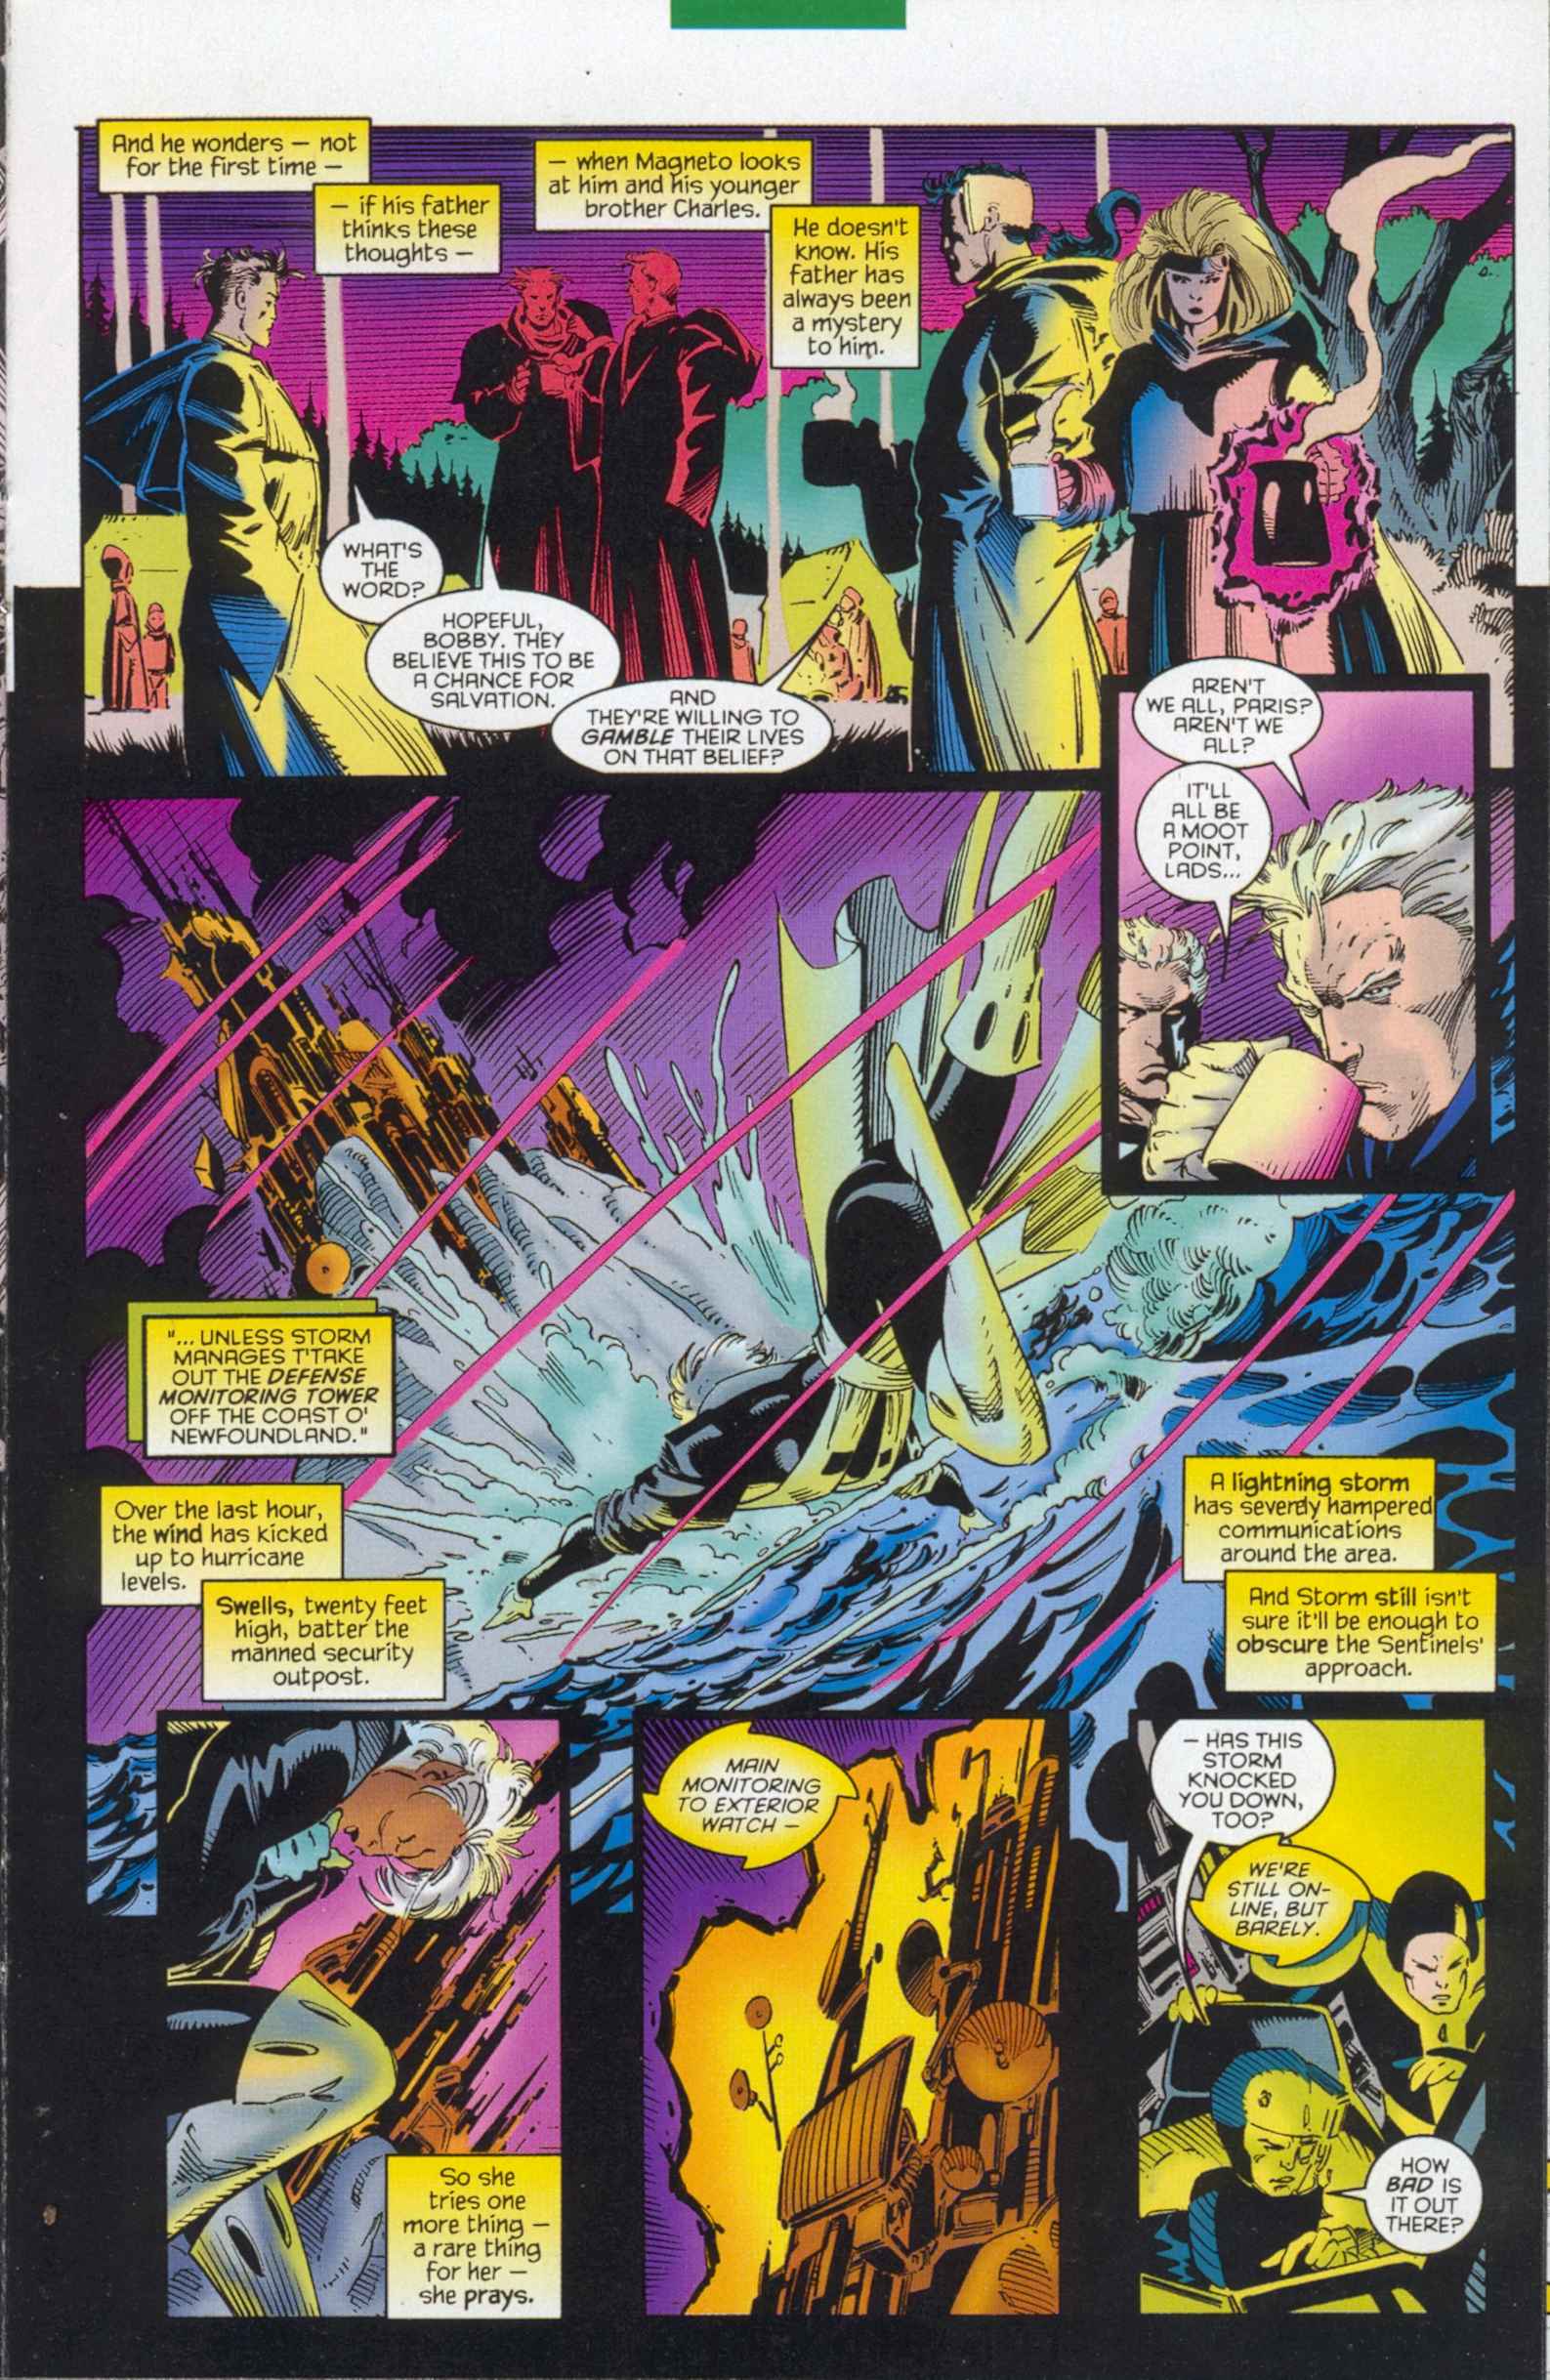 And he wonders — not
for the first time —
— if his father
thinks these
thoughts —
— when Magneto looks
at him and his younger
brother Charles.
He doesn't
know. His
father has
always been
a mystery
to him.
WHAT'S
THE
WORD?
HOPEFUL,
BOBBY. THEY
BELIEVE THIS TO BE
A CHANCE FOR
SALVATION.
AND
THEY'RE WILLING TO
GAMBLE THEIR LIVES
ON THAT BELIEF?
AREN'T
WE ALL, PARIS?
AREN'T WE
ALL?
IT'LL
ALL BE
A MOOT
POINT,
LADS...
"... UNLESS STORM
MANAGES T'TAKE
OUT THE DEFENSE
MONITORING TOWER
OFF THE COAST O'
NEWFOUNDLAND."
Over the last hour,
the wind has kicked
up to hurricane
levels.
Swells, twenty feet
high, batter the
manned security
outpost.
A lightning storm
has severely hampered
communications
around the area.
And Storm still isn't
sure it'll be enough to
obscure the Sentinels'
approach.
So she
tries one
more thing —
a rare thing
for her —
she prays.
MAIN
MONITORING
TO EXTERIOR
WATCH —
— HAS THIS
STORM
KNOCKED
YOU DOWN,
TOO?
WE'RE
STILL ON-
LINE, BUT
BARELY.
HOW
BAD IS
IT OUT
THERE?